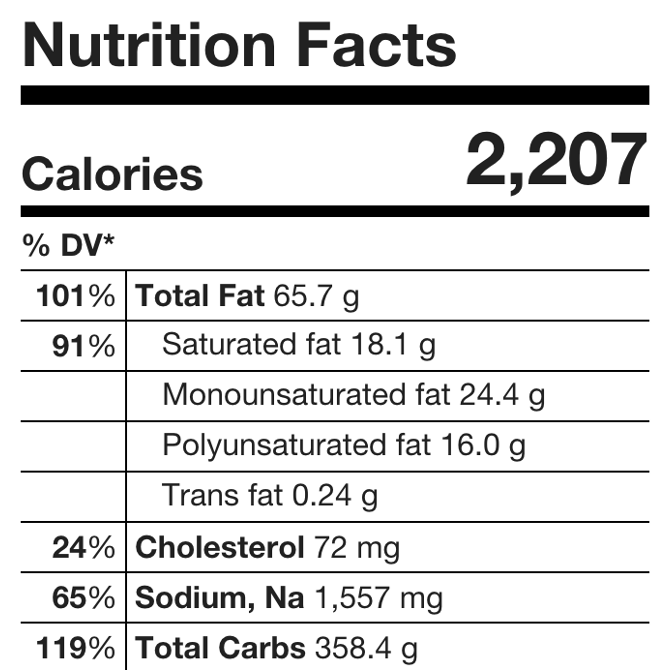 Nutrition Facts
Calories 2,207
% DV*
101% Total Fat 65.7 g
91% Saturated fat 18.1 g
Monounsaturated fat 24.4 g
Polyunsaturated fat 16.0 g
Trans fat 0.24 g
24% Cholesterol 72 mg
65% Sodium, Na 1,557 mg
119% Total Carbs 358.4 g